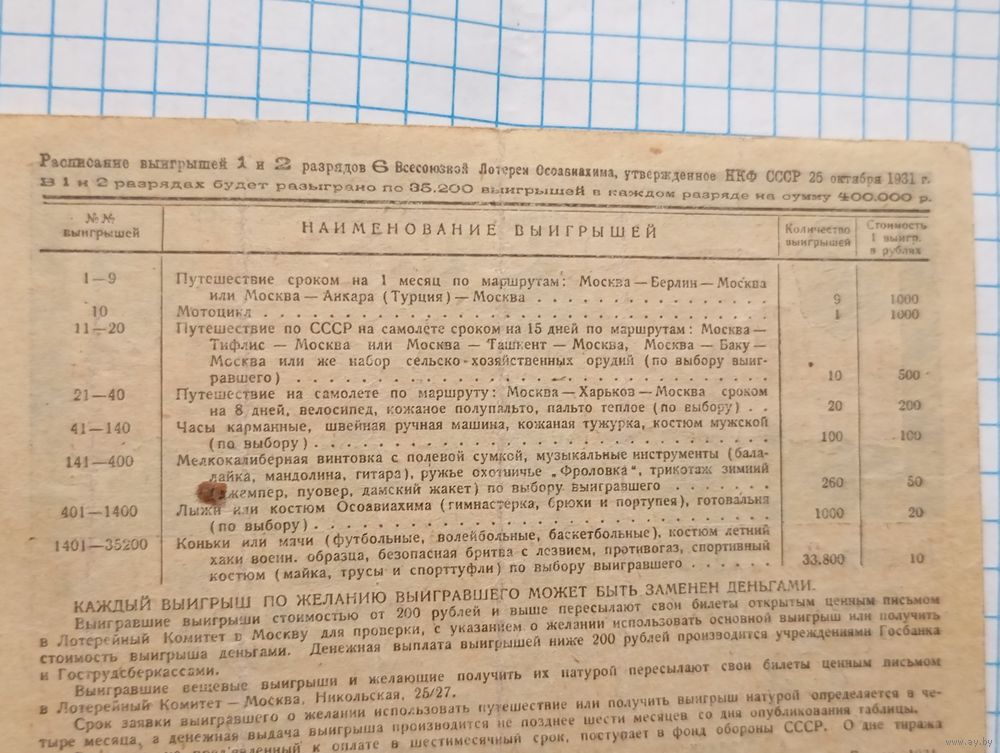 Расписание выигрышей 1 и 2 разрядов 6 Всесоюзной Лотереи Осоавиахима, утвержденное НКФ СССР 25 октября 1931 г.
В 1 и 2 разрядах будет разыграно по 35.200 выигрышей в каждом разряде на сумму 400.000 р.
№№ выигрышей НАИМЕНОВАНИЕ ВЫИГРЫШЕЙ Количество выигрышей Стоимость 1 выигр. в рублях
1—9 Путешествие сроком на 1 месяц по маршрутам: Москва—Берлин—Москва
или Москва—Анкара (Турция)—Москва 9 1000
10 Мотоцикл 1 1000
11—20 Путешествие по СССР на самолете сроком на 15 дней по маршрутам: Москва—
Тифлис — Москва или Москва — Ташкент — Москва, Москва — Баку—
Москва или же набор сельско-хозяйственных орудий (по выбору выиг-
равшего) 10 500
21—40 Путешествие на самолете по маршруту: Москва—Харьков—Москва сроком
на 8 дней, велосипед, кожаное полупальто, пальто теплое (по выбору) 20 200
41—140 Часы карманные, швейная ручная машина, кожаная тужурка, костюм мужской
(по выбору) 100 100
141—400 Мелкокалиберная винтовка с полевой сумкой, музыкальные инструменты (бала-
лайка, мандолина, гитара), ружье охотничье „Фроловка“, трикотаж зимний
(джемпер, пуовер, дамский жакет) по выбору выигравшего 260 50
401—1400 Лыжи или костюм Осоавиахима (гимнастерка, брюки и портупея), готовальня
(по выбору) 1000 20
1401—35200 Коньки или мячи (футбольные, волейбольные, баскетбольные), костюм летний
хаки воен. образца, безопасная бритва с лезвием, противогаз, спортивный
костюм (майка, трусы и спорттуфли) по выбору выигравшего 33.800 10
КАЖДЫЙ ВЫИГРЫШ ПО ЖЕЛАНИЮ ВЫИГРАВШЕГО МОЖЕТ БЫТЬ ЗАМЕНЕН ДЕНЬГАМИ.
Выигравшие выигрыши стоимостью от 200 рублей и выше пересылают свои билеты открытым ценным письмом
в Лотерейный Комитет в Москву для проверки, с указанием о желании использовать основной выигрыш или получить
стоимость выигрыша деньгами. Денежная выплата выигрышей ниже 200 рублей производится учреждениями Госбанка
и Гострудсберкассами.
Выигравшие вещевые выигрыши и желающие получить их натурой пересылают свои билеты ценным письмом
в Лотерейный Комитет — Москва, Никольская, 25/27.
Срок заявки выигравшего о желании использовать путешествие или получить выигрыш натурой определяется в че-
тыре месяца, а денежная выдача выигрыша производится не позднее шести месяцев со дня опубликования таблицы.
к оплате в шестимесячный срок, поступает в фонд обороны СССР. О дне тиража
www.ay.by